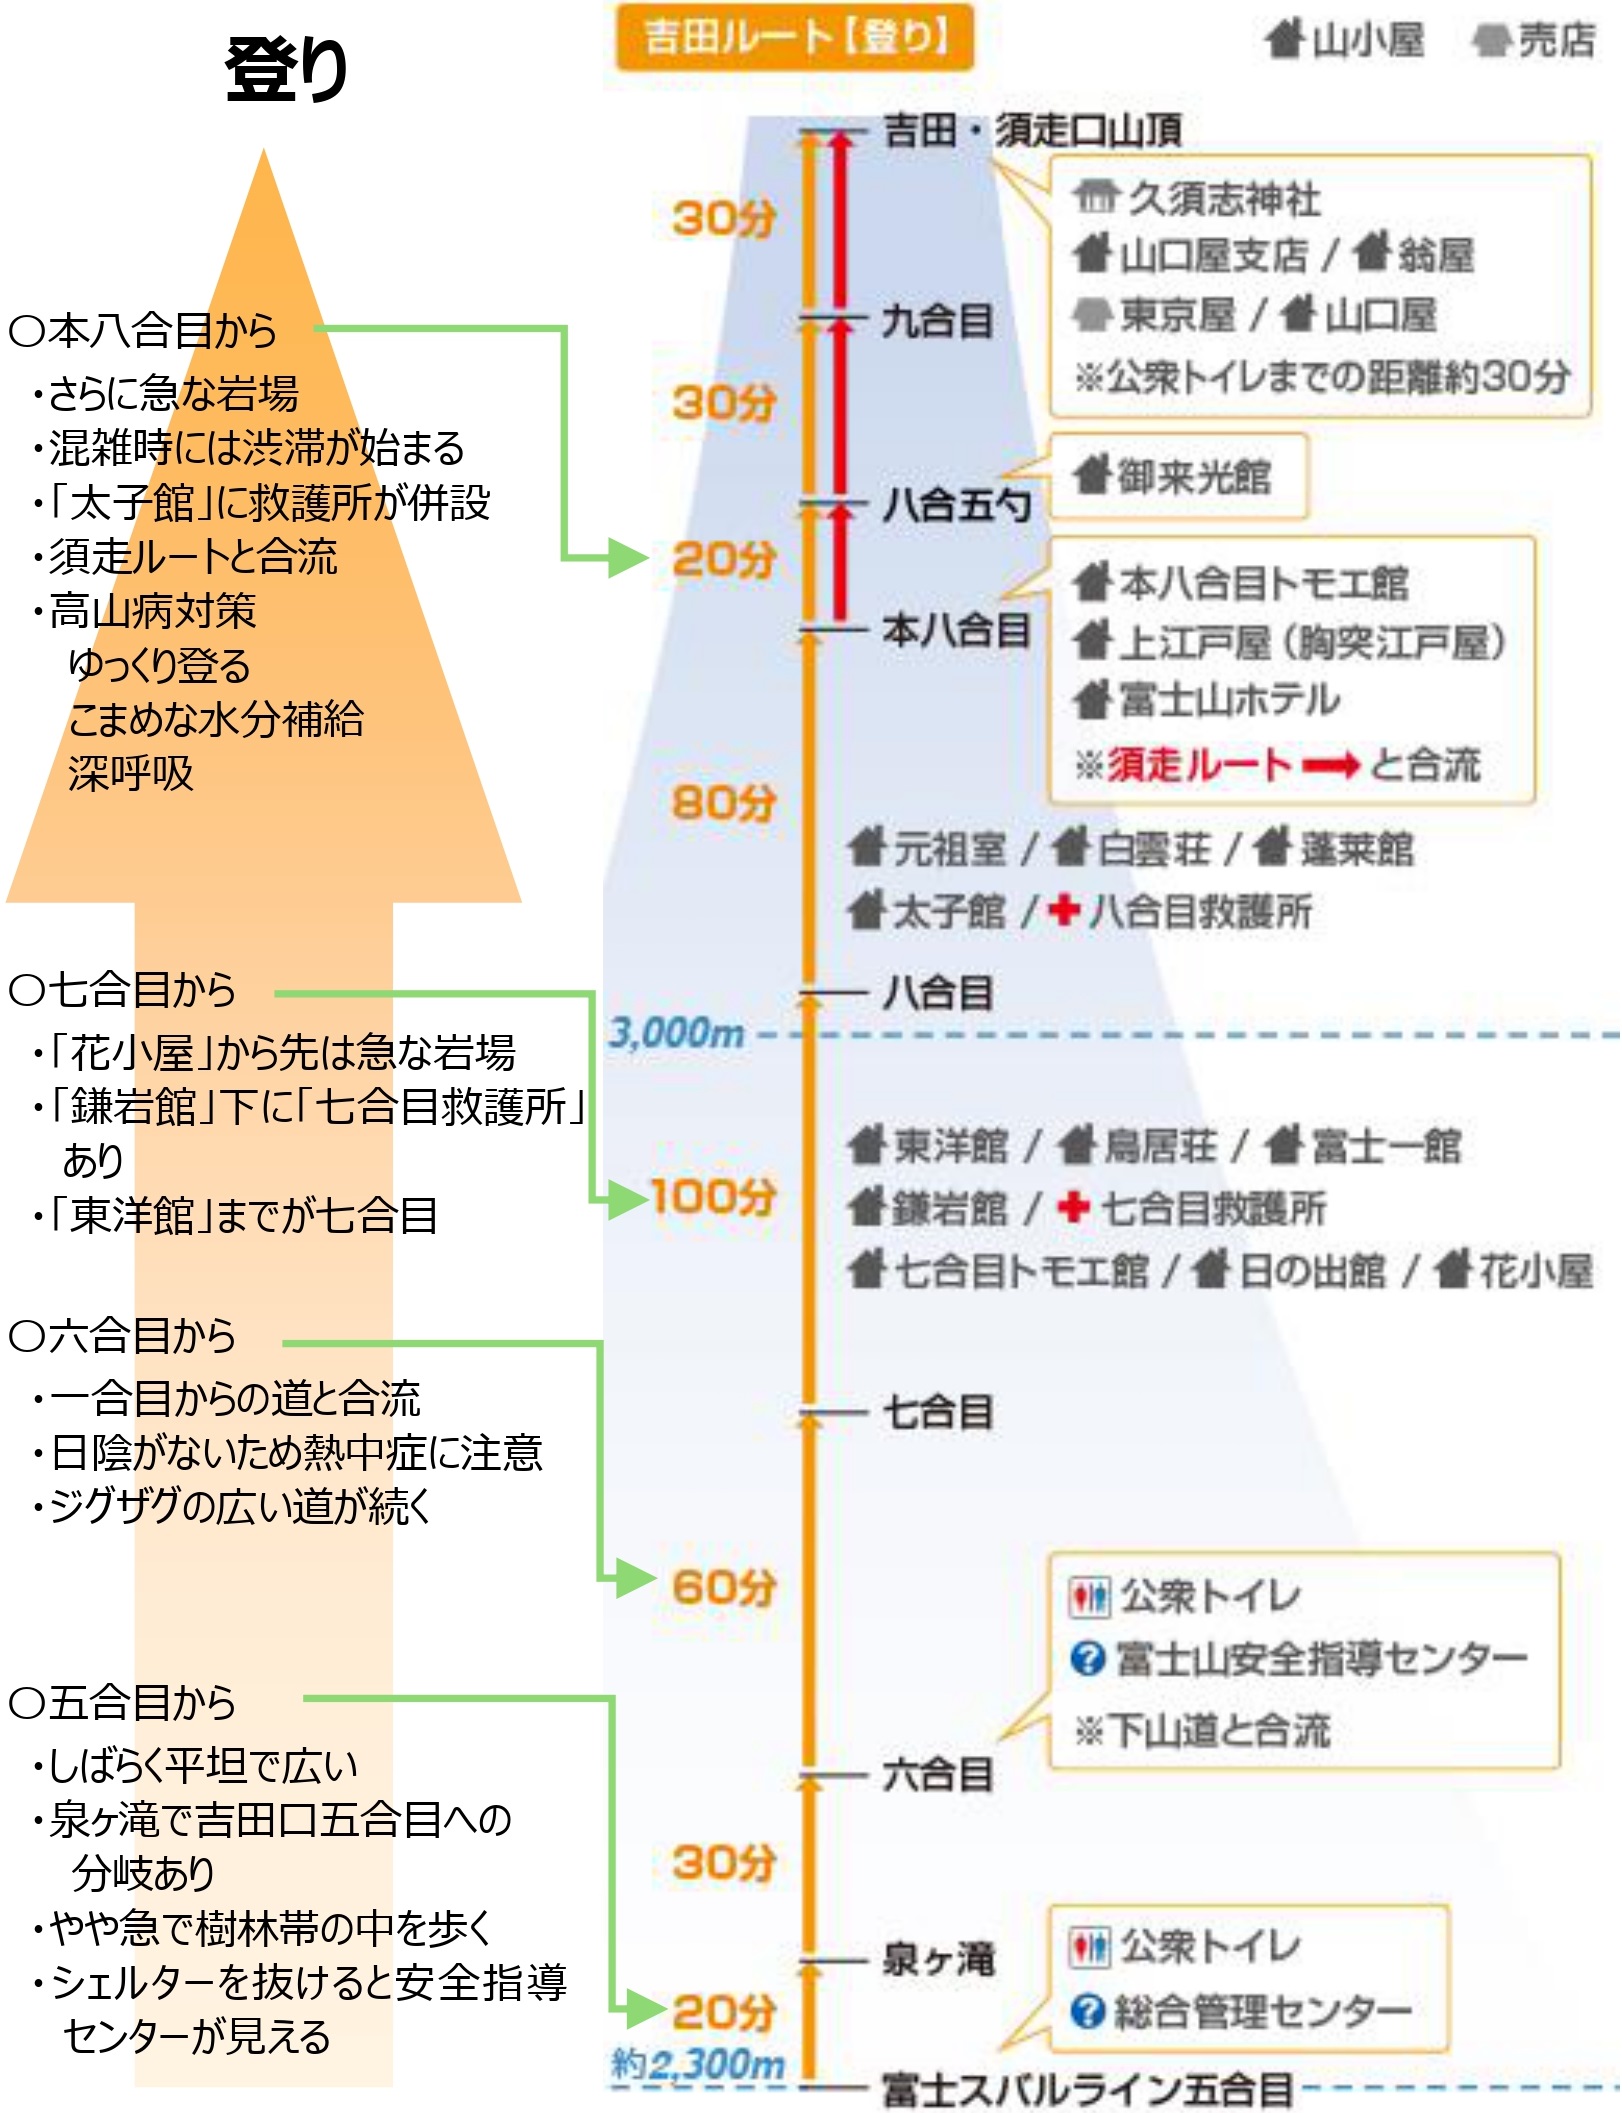 登り
吉田ルート【登り】
山小屋 売店
吉田・須走口山頂
久須志神社
山口屋支店 / 翁屋
東京屋 / 山口屋
※公衆トイレまでの距離約30分
30分
九合目
30分
御来光館
八合五勺
20分
本八合目トモエ館
上江戸屋(胸突江戸屋)
富士山ホテル
※須走ルート➡と合流
本八合目
80分
元祖室 / 白雲荘 / 蓬莱館
太子館 / 八合目救護所
八合目
3,000m
東洋館 / 鳥居荘 / 富士一館
鎌岩館 / 七合目救護所
七合目トモエ館 / 日の出館 / 花小屋
100分
七合目
60分
公衆トイレ
富士山安全指導センター
※下山道と合流
六合目
30分
公衆トイレ
総合管理センター
泉ヶ滝
20分
約2,300m
富士スバルライン五合目
〇本八合目から
・さらに急な岩場
・混雑時には渋滞が始まる
・「太子館」に救護所が併設
・須走ルートと合流
・高山病対策
ゆっくり登る
こまめな水分補給
深呼吸
〇七合目から
・「花小屋」から先は急な岩場
・「鎌岩館」下に「七合目救護所」
あり
・「東洋館」までが七合目
〇六合目から
・一合目からの道と合流
・日陰がないため熱中症に注意
・ジグザグの広い道が続く
〇五合目から
・しばらく平坦で広い
・泉ヶ滝で吉田口五合目への
分岐あり
・やや急で樹林帯の中を歩く
・シェルターを抜けると安全指導
センターが見える